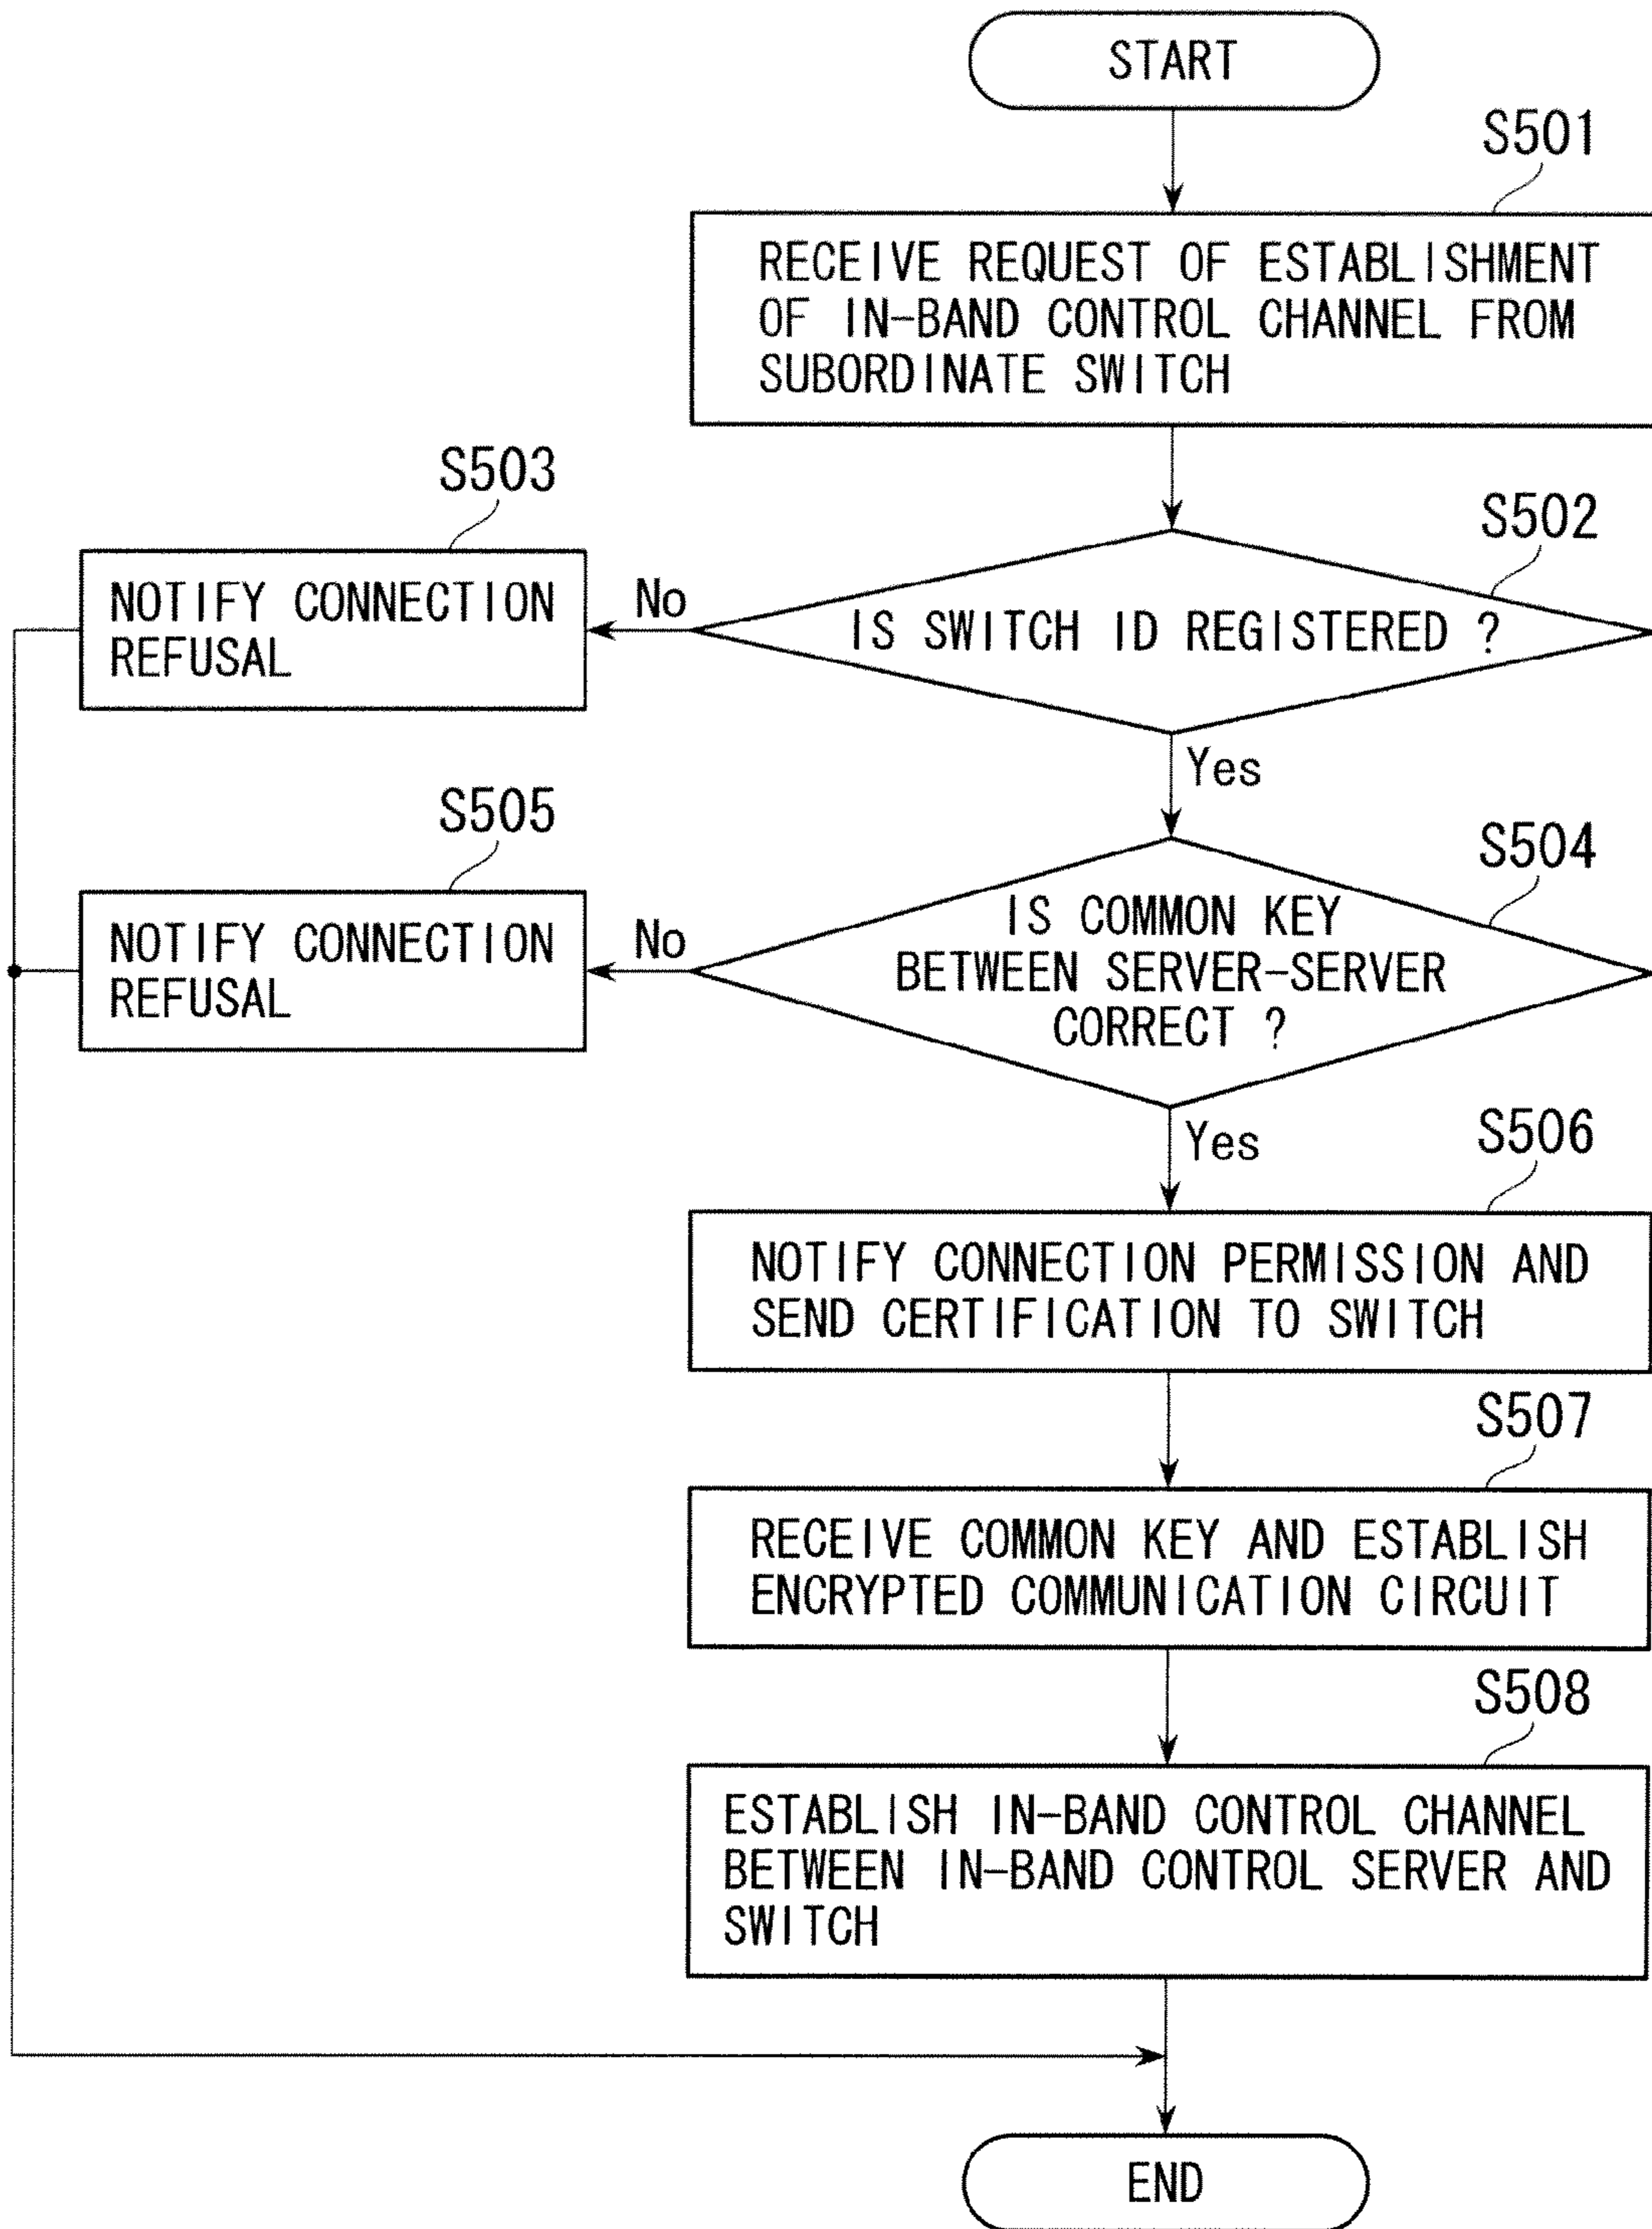 START
S501
RECEIVE REQUEST OF ESTABLISHMENT
OF IN-BAND CONTROL CHANNEL FROM
SUBORDINATE SWITCH
S502
IS SWITCH ID REGISTERED ?
No
S503
NOTIFY CONNECTION
REFUSAL
Yes
S504
IS COMMON KEY
BETWEEN SERVER-SERVER
CORRECT ?
No
S505
NOTIFY CONNECTION
REFUSAL
Yes
S506
NOTIFY CONNECTION PERMISSION AND
SEND CERTIFICATION TO SWITCH
S507
RECEIVE COMMON KEY AND ESTABLISH
ENCRYPTED COMMUNICATION CIRCUIT
S508
ESTABLISH IN-BAND CONTROL CHANNEL
BETWEEN IN-BAND CONTROL SERVER AND
SWITCH
END